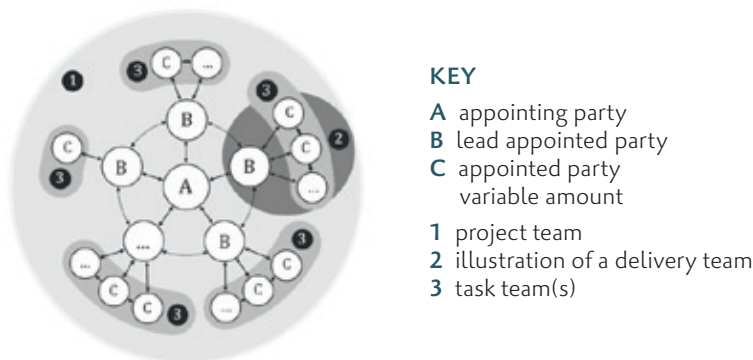 1
3 C ...
3
B
C
2
C
B
B
C
3
A
...
...
B
3
C
...
C
C
C
3
...
KEY
A appointing party
B lead appointed party
C appointed party
variable amount
1 project team
2 illustration of a delivery team
3 task team(s)